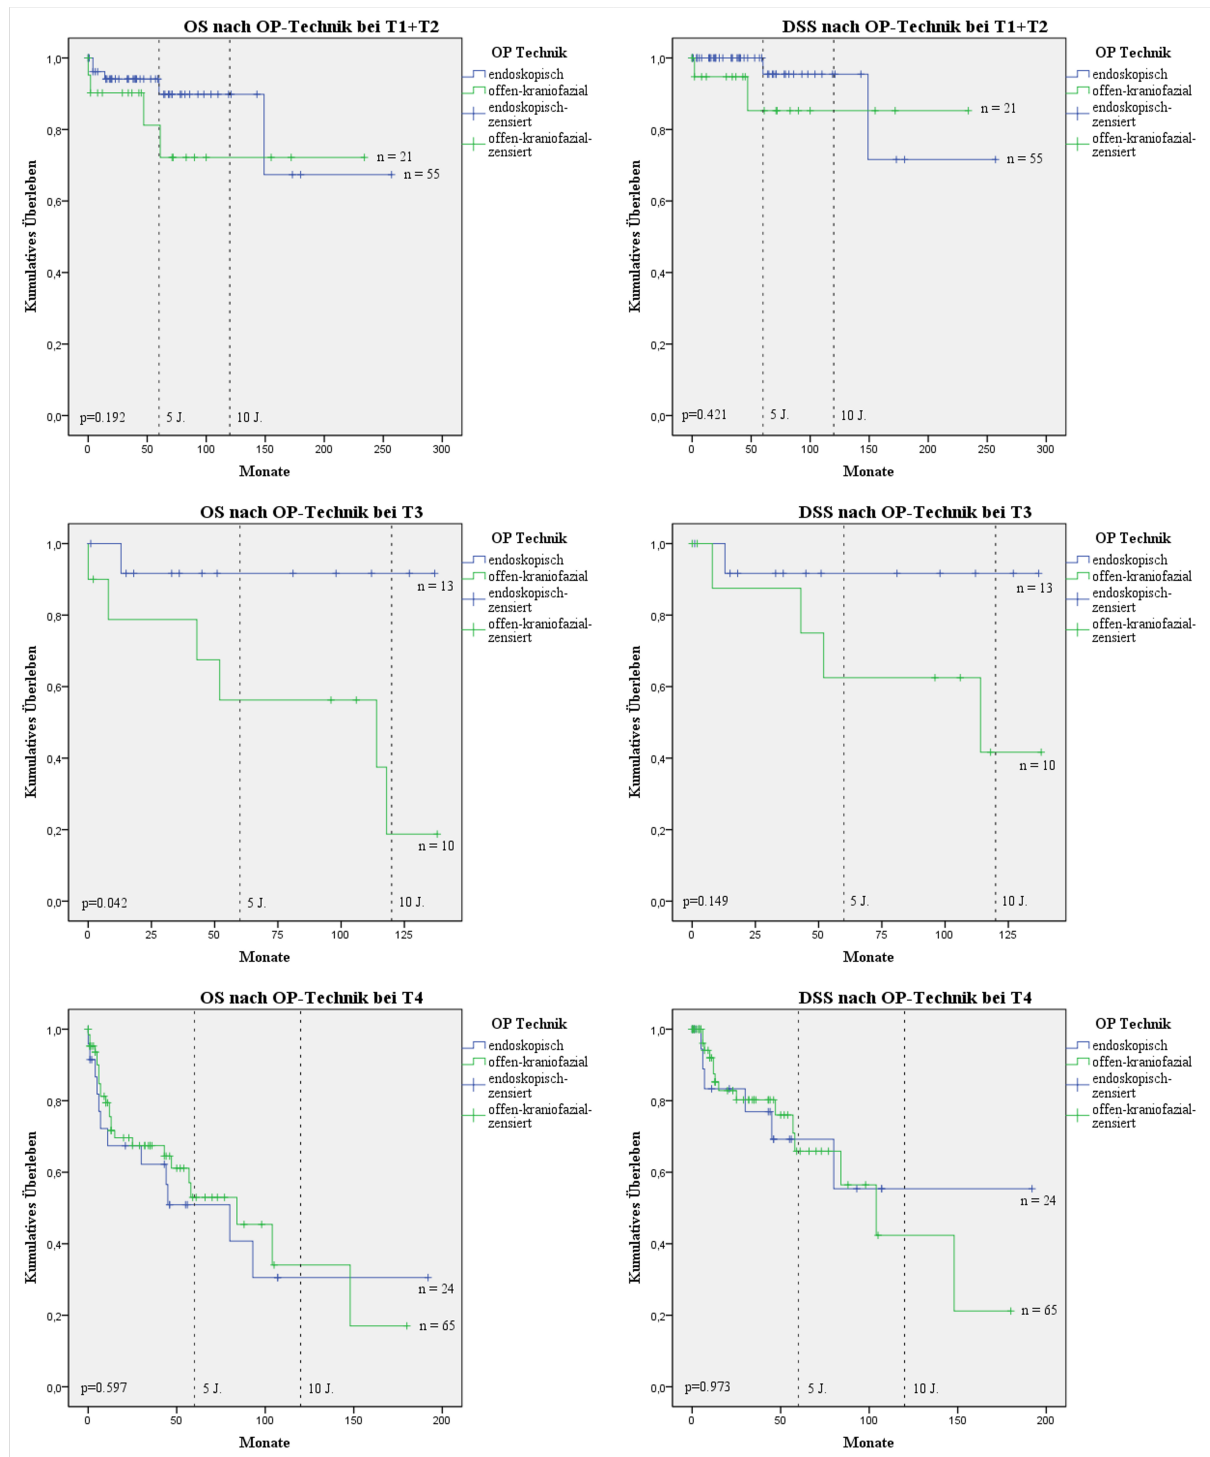 OS nach OP-Technik bei T1+T2
Kumulatives Überleben
1,0
0,8
0,6
0,4
0,2
0,0
n = 21
n = 55
p=0.192
5 J.
10 J.
0 50 100 150 200 250 300
Monate
OP Technik
endoskopisch
offen-kraniofazial
endoskopisch-
zensiert
offen-kraniofazial-
zensiert
DSS nach OP-Technik bei T1+T2
Kumulatives Überleben
1,0
0,8
0,6
0,4
0,2
0,0
n = 21
n = 55
p=0.421
5 J.
10 J.
0 50 100 150 200 250 300
Monate
OP Technik
endoskopisch
offen-kraniofazial
endoskopisch-
zensiert
offen-kraniofazial-
zensiert
OS nach OP-Technik bei T3
Kumulatives Überleben
1,0
0,8
0,6
0,4
0,2
0,0
n = 13
n = 10
p=0.042
5 J.
10 J.
0 25 50 75 100 125
Monate
OP Technik
endoskopisch
offen-kraniofazial
endoskopisch-
zensiert
offen-kraniofazial-
zensiert
DSS nach OP-Technik bei T3
Kumulatives Überleben
1,0
0,8
0,6
0,4
0,2
0,0
n = 13
n = 10
p=0.149
5 J.
10 J.
0 25 50 75 100 125
Monate
OP Technik
endoskopisch
offen-kraniofazial
endoskopisch-
zensiert
offen-kraniofazial-
zensiert
OS nach OP-Technik bei T4
Kumulatives Überleben
1,0
0,8
0,6
0,4
0,2
0,0
n = 24
n = 65
p=0.597
5 J.
10 J.
0 50 100 150 200
Monate
OP Technik
endoskopisch
offen-kraniofazial
endoskopisch-
zensiert
offen-kraniofazial-
zensiert
DSS nach OP-Technik bei T4
Kumulatives Überleben
1,0
0,8
0,6
0,4
0,2
0,0
n = 24
n = 65
p=0.973
5 J.
10 J.
0 50 100 150 200
Monate
OP Technik
endoskopisch
offen-kraniofazial
endoskopisch-
zensiert
offen-kraniofazial-
zensiert